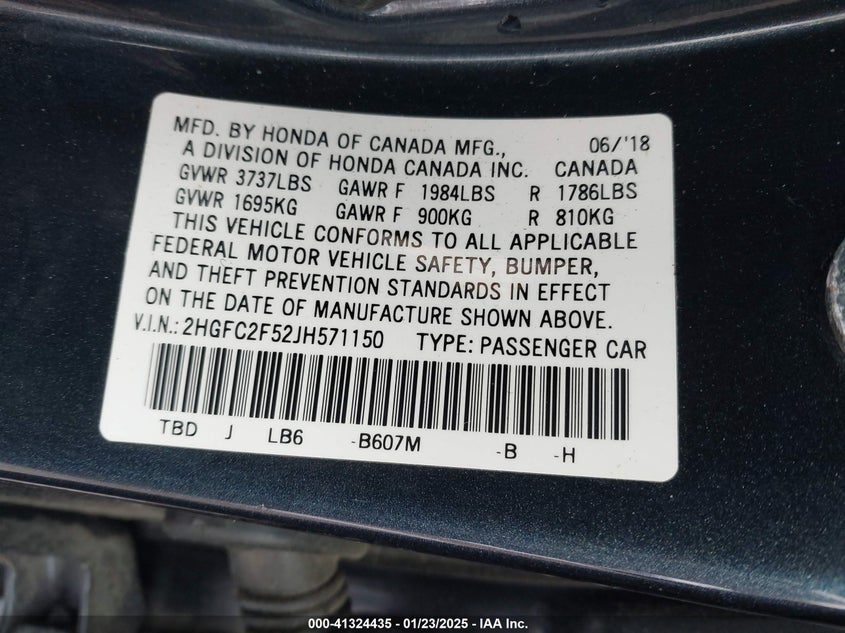 MFD. BY HONDA OF CANADA MFG., 06/'18
A DIVISION OF HONDA CANADA INC. CANADA
GVWR 3737LBS GAWR F 1984LBS R 1786LBS
GVWR 1695KG GAWR F 900KG R 810KG
THIS VEHICLE CONFORMS TO ALL APPLICABLE
FEDERAL MOTOR VEHICLE SAFETY, BUMPER,
AND THEFT PREVENTION STANDARDS IN EFFECT
ON THE DATE OF MANUFACTURE SHOWN ABOVE.
V.I.N.: 2HGFC2F52JH571150 TYPE: PASSENGER CAR
TBD J LB6 -B607M -B -H
000-41324435 - 01/23/2025 - IAA Inc.